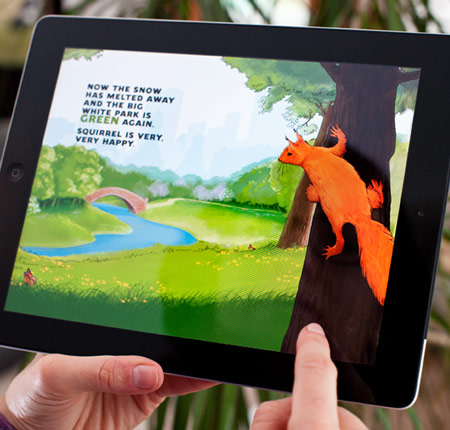 NOW THE SNOW
HAS MELTED AWAY
AND THE BIG
WHITE PARK IS
GREEN AGAIN.
SQUIRREL IS VERY,
VERY HAPPY.